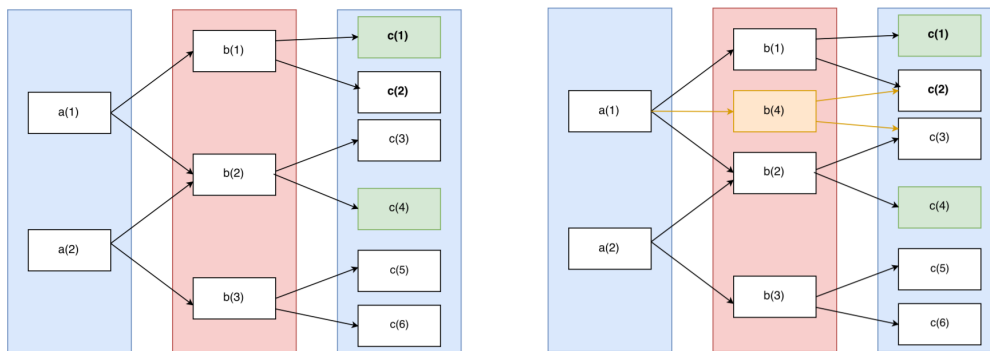 a(1)
a(2)
b(1)
b(2)
b(3)
c(1)
c(2)
c(3)
c(4)
c(5)
c(6)
a(1)
a(2)
b(1)
b(4)
b(2)
b(3)
c(1)
c(2)
c(3)
c(4)
c(5)
c(6)